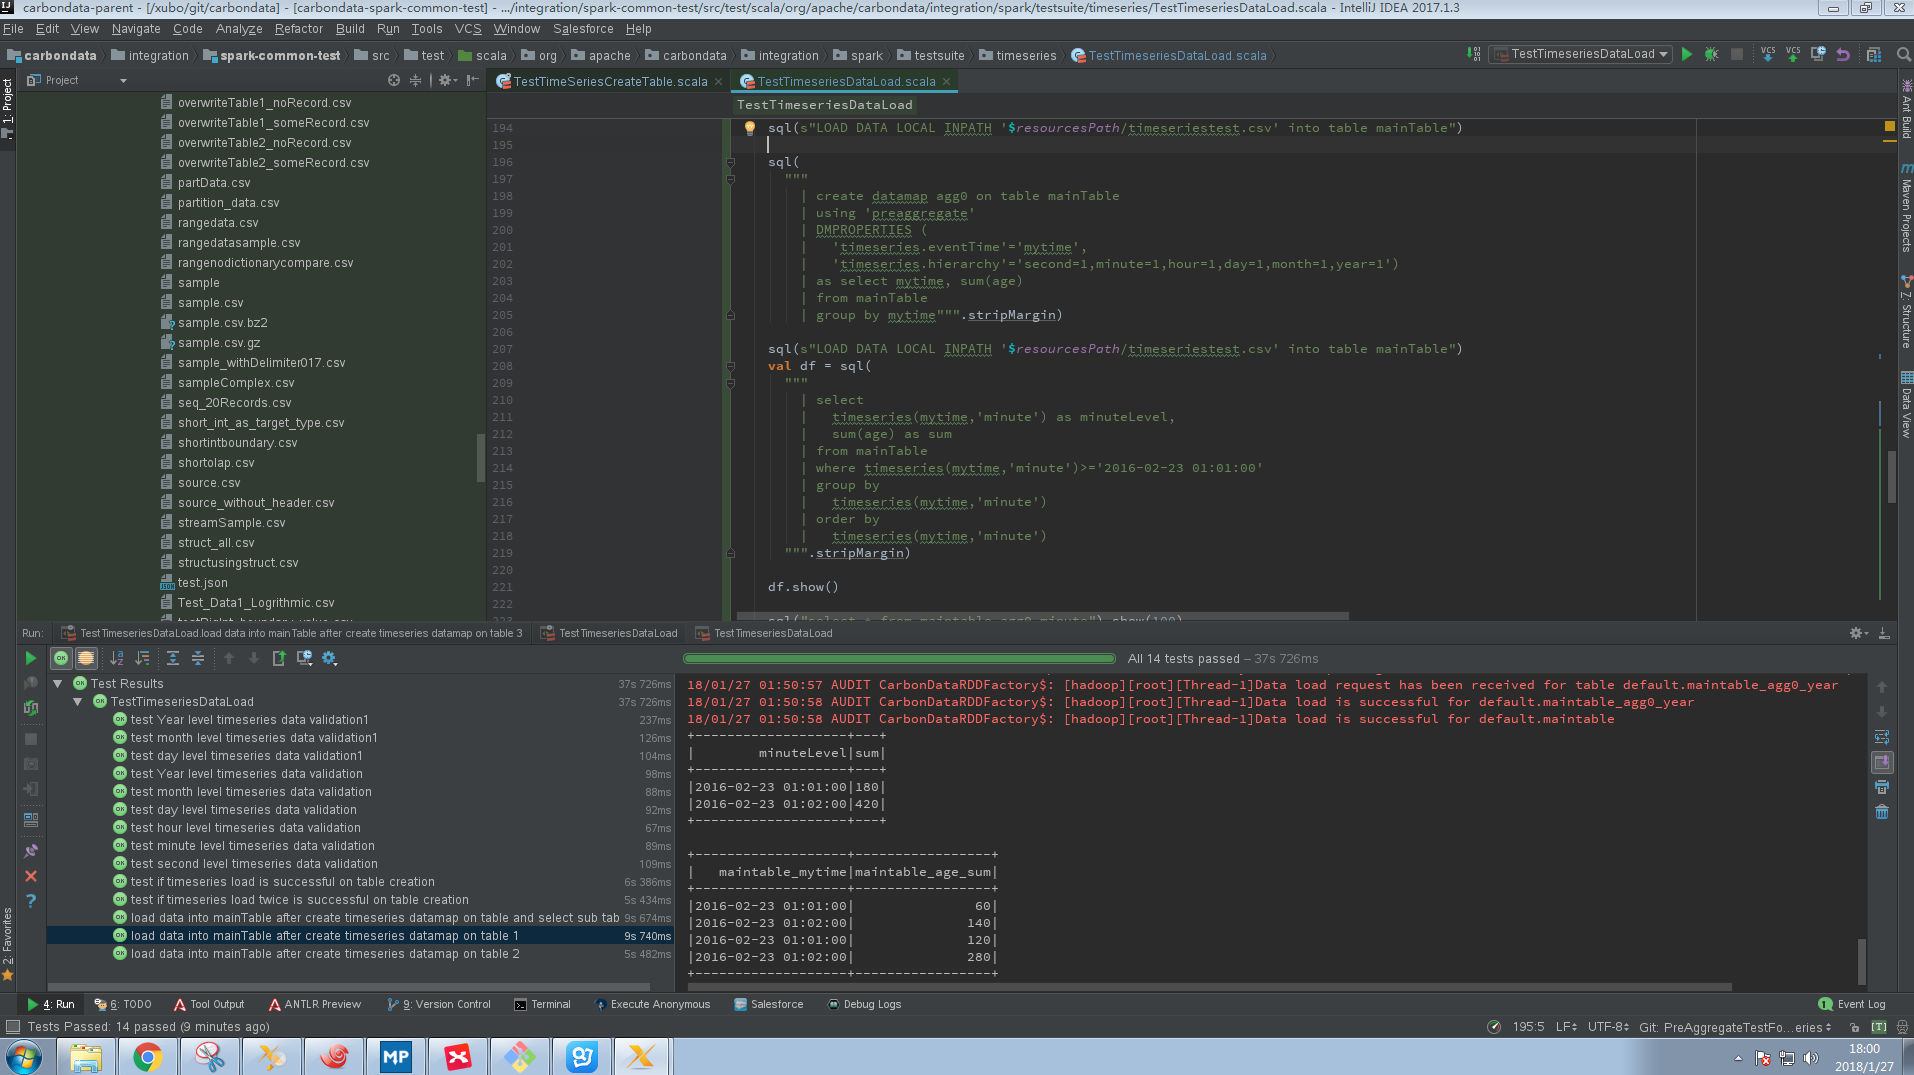 carbondata-parent - [/xubo/git/carbondata] - [carbondata-spark-common-test] - .../integration/spark-common-test/src/test/scala/org/apache/carbondata/integration/spark/testsuite/timeseries/TestTimeseriesDataLoad.scala - IntelliJ IDEA 2017.1.3
File Edit View Navigate Code Analyze Refactor Build Run Tools VCS Window Salesforce Help
carbondata integration spark-common-test src test scala org apache carbondata integration spark testsuite timeseries TestTimeseriesDataLoad.scala TestTimeseriesDataLoad
Project TestTimeSeriesCreateTable.scala TestTimeseriesDataLoad.scala
TestTimeseriesDataLoad
1: Project
overwriteTable1_noRecord.csv
overwriteTable1_someRecord.csv
overwriteTable2_noRecord.csv
overwriteTable2_someRecord.csv
partData.csv
partition_data.csv
rangedata.csv
rangedatasample.csv
rangenodictionarycompare.csv
sample
sample.csv
sample.csv.bz2
sample.csv.gz
sample_withDelimiter017.csv
sampleComplex.csv
seq_20Records.csv
short_int_as_target_type.csv
shortintboundary.csv
shortolap.csv
source.csv
source_without_header.csv
streamSample.csv
struct_all.csv
structusingstruct.csv
test.json
Test_Data1_Logrithmic.csv
194 sql(s"LOAD DATA LOCAL INPATH '$resourcesPath/timeseriestest.csv' into table mainTable")
195
196 sql(
197 """
198 | create datamap agg0 on table mainTable
199 | using 'preaggregate'
200 | DMPROPERTIES (
201 | 'timeseries.eventTime'='mytime',
202 | 'timeseries.hierarchy'='second=1,minute=1,hour=1,day=1,month=1,year=1')
203 | as select mytime, sum(age)
204 | from mainTable
205 | group by mytime""".stripMargin)
206
207 sql(s"LOAD DATA LOCAL INPATH '$resourcesPath/timeseriestest.csv' into table mainTable")
208 val df = sql(
209 """
210 | select
211 | timeseries(mytime,'minute') as minuteLevel,
212 | sum(age) as sum
213 | from mainTable
214 | where timeseries(mytime,'minute')>='2016-02-23 01:01:00'
215 | group by
216 | timeseries(mytime,'minute')
217 | order by
218 | timeseries(mytime,'minute')
219 """.stripMargin)
220
221 df.show()
222
Ant Build
Maven Projects
Z: Structure
Data View
Run: TestTimeseriesDataLoad.load data into mainTable after create timeseries datamap on table 3 TestTimeseriesDataLoad TestTimeseriesDataLoad
All 14 tests passed – 37s 726ms
Test Results 37s 726ms
TestTimeseriesDataLoad 37s 726ms
test Year level timeseries data validation1 237ms
test month level timeseries data validation1 126ms
test day level timeseries data validation1 104ms
test Year level timeseries data validation 98ms
test month level timeseries data validation 88ms
test day level timeseries data validation 92ms
test hour level timeseries data validation 67ms
test minute level timeseries data validation 89ms
test second level timeseries data validation 109ms
test if timeseries load is successful on table creation 6s 386ms
test if timeseries load twice is successful on table creation 5s 434ms
load data into mainTable after create timeseries datamap on table and select sub tab 9s 674ms
load data into mainTable after create timeseries datamap on table 1 9s 740ms
load data into mainTable after create timeseries datamap on table 2 5s 482ms
18/01/27 01:50:57 AUDIT CarbonDataRDDFactory$: [hadoop][root][Thread-1]Data load request has been received for table default.maintable_agg0_year
18/01/27 01:50:58 AUDIT CarbonDataRDDFactory$: [hadoop][root][Thread-1]Data load is successful for default.maintable_agg0_year
18/01/27 01:50:58 AUDIT CarbonDataRDDFactory$: [hadoop][root][Thread-1]Data load is successful for default.maintable
+-------------------+---+
| minuteLevel|sum|
+-------------------+---+
|2016-02-23 01:01:00|180|
|2016-02-23 01:02:00|420|
+-------------------+---+
+-------------------+-----------------+
| maintable_mytime|maintable_age_sum|
+-------------------+-----------------+
|2016-02-23 01:01:00| 60|
|2016-02-23 01:02:00| 140|
|2016-02-23 01:01:00| 120|
|2016-02-23 01:02:00| 280|
+-------------------+-----------------+
2: Favorites
4: Run 6: TODO Tool Output ANTLR Preview 9: Version Control Terminal Execute Anonymous Salesforce Debug Logs 1 Event Log
Tests Passed: 14 passed (9 minutes ago) 195:5 LF UTF-8 Git: PreAggregateTestFo...eries [T]
MP
18:00
2018/1/27